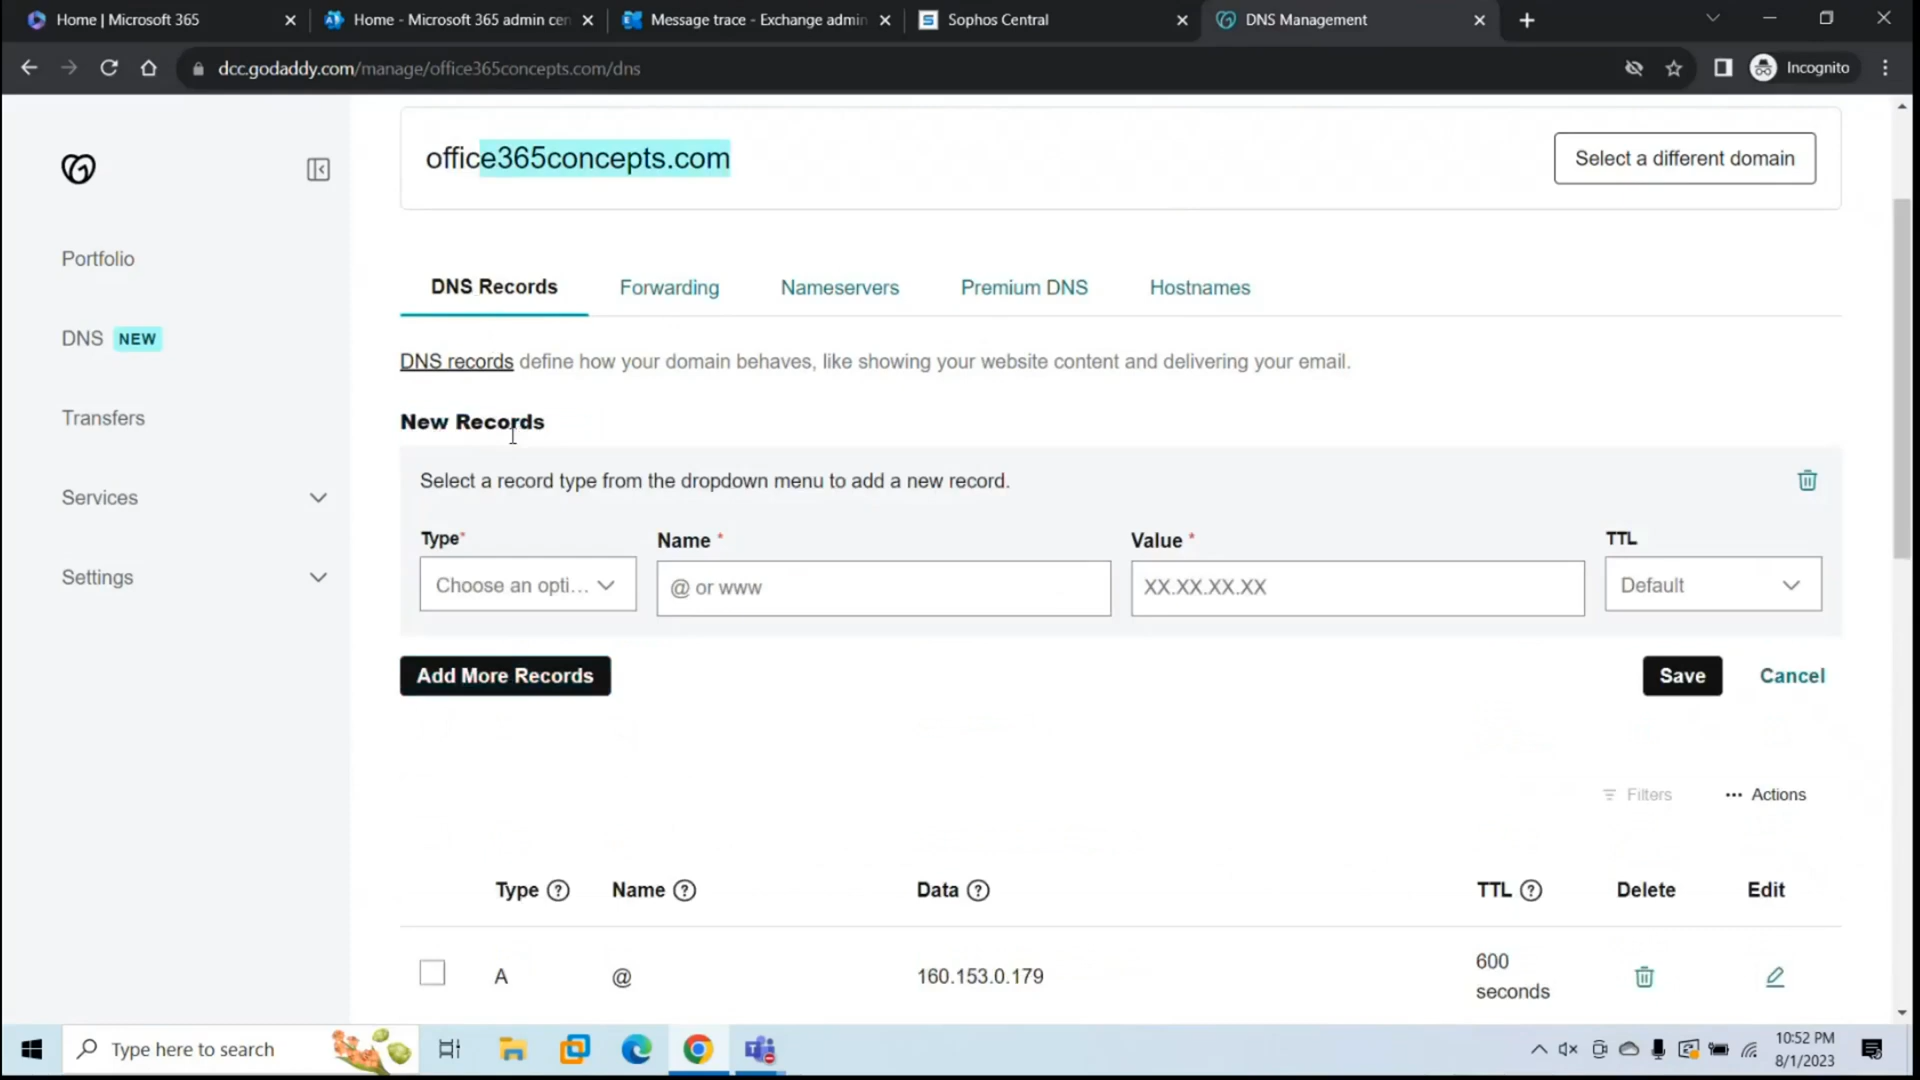 Home | Microsoft 365
Home - Microsoft 365 admin cen
Message trace - Exchange admin
Sophos Central
DNS Management
dcc.godaddy.com/manage/office365concepts.com/dns
Incognito
office365concepts.com
Select a different domain
Portfolio
DNS NEW
Transfers
Services
Settings
DNS Records
Forwarding
Nameservers
Premium DNS
Hostnames
DNS records define how your domain behaves, like showing your website content and delivering your email.
New Records
Select a record type from the dropdown menu to add a new record.
Type*
Name *
Value *
TTL
Choose an opti...
@ or www
XX.XX.XX.XX
Default
Add More Records
Save
Cancel
Filters
Actions
Type
Name
Data
TTL
Delete
Edit
A
@
160.153.0.179
600
seconds
Type here to search
10:52 PM
8/1/2023